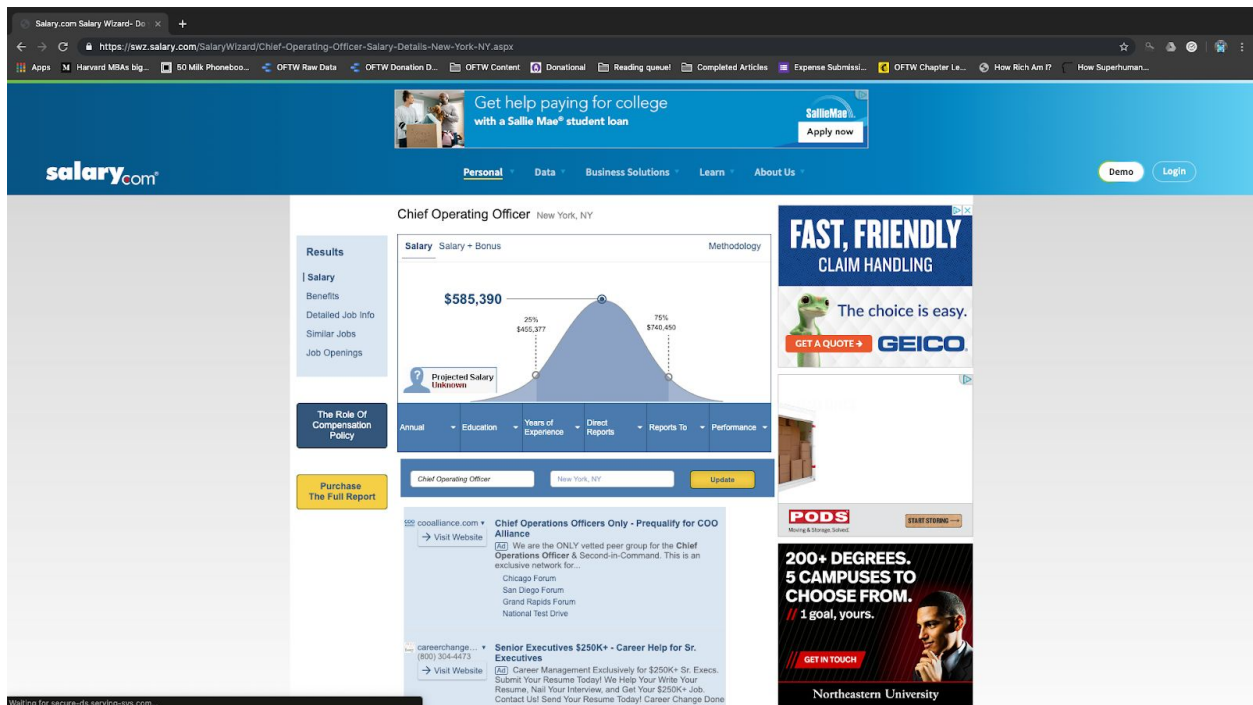 Salary.com Salary Wizard- Do
https://swz.salary.com/SalaryWizard/Chief-Operating-Officer-Salary-Details-New-York-NY.aspx
Apps Harvard MBAs big... 50 Milk Phoneboo... OFTW Raw Data OFTW Donation D... OFTW Content Donational Reading queue! Completed Articles Expense Submissi... OFTW Chapter Le... How Rich Am I? How Superhuman...
Get help paying for college
with a Sallie Mae® student loan
SallieMae
Apply now
salary.com®
Personal Data Business Solutions Learn About Us
Demo Login
Chief Operating Officer New York, NY
Results
Salary
Benefits
Detailed Job Info
Similar Jobs
Job Openings
The Role Of
Compensation
Policy
Purchase
The Full Report
Salary Salary + Bonus Methodology
$585,390
25%
$455,377
75%
$740,450
Projected Salary
Unknown
Annual Education Years of Experience Direct Reports Reports To Performance
Chief Operating Officer New York, NY Update
cooalliance.com
Visit Website
Chief Operations Officers Only - Prequalify for COO
Alliance
Ad We are the ONLY vetted peer group for the Chief
Operations Officer & Second-in-Command. This is an
exclusive network for...
Chicago Forum
San Diego Forum
Grand Rapids Forum
National Test Drive
careerchange...
(800) 304-4473
Visit Website
Senior Executives $250K+ - Career Help for Sr.
Executives
Ad Career Management Exclusively for $250K+ Sr. Execs.
Submit Your Resume Today! We Help Your Write Your
Resume, Nail Your Interview, and Get Your $250K+ Job.
Contact Us! Send Your Resume Today! Career Change Done
FAST, FRIENDLY
CLAIM HANDLING
The choice is easy.
GET A QUOTE
GEICO.
PODS
Moving & Storage, Solved.
START STORING
200+ DEGREES.
5 CAMPUSES TO
CHOOSE FROM.
// 1 goal, yours.
GET IN TOUCH
Northeastern University
Waiting for secure-ds.serving-sys.com...